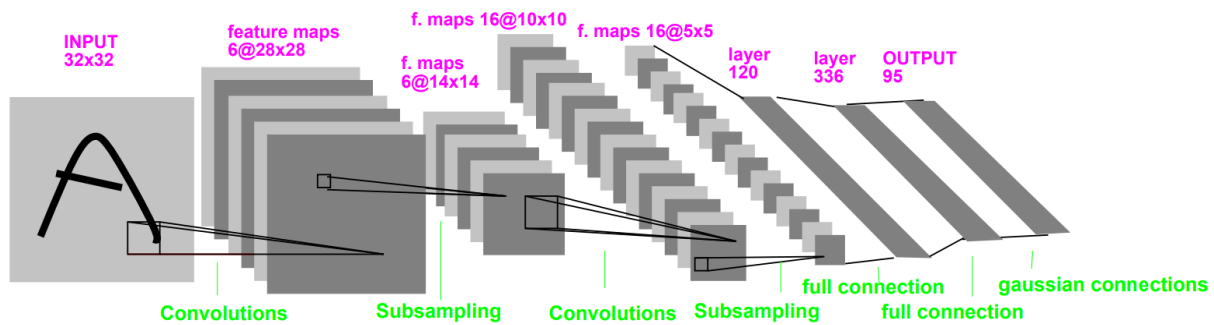 INPUT
32x32
feature maps
6@28x28
f. maps
6@14x14
f. maps 16@10x10
f. maps 16@5x5
layer
120
layer
336
OUTPUT
95
Convolutions
Subsampling
Convolutions
Subsampling
full connection
full connection
gaussian connections